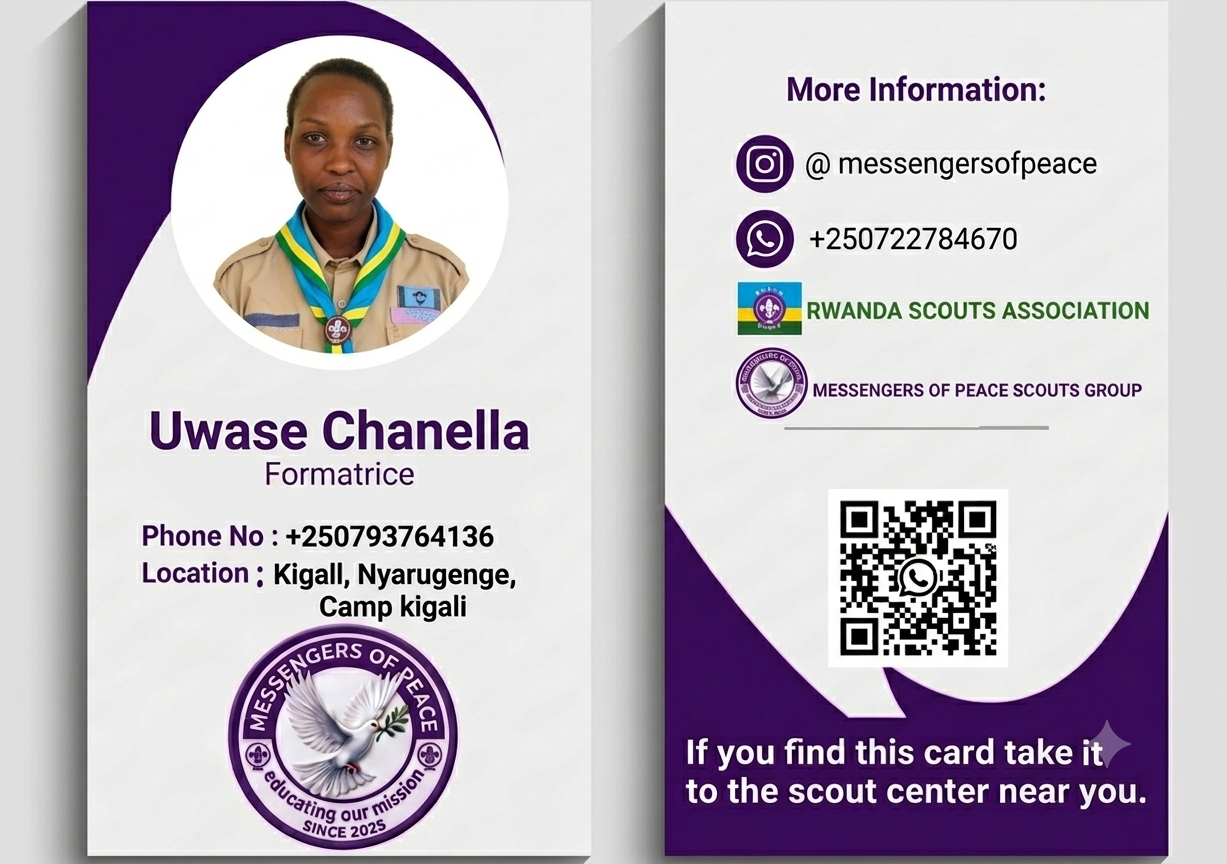 Uwase Chanella
Formatrice
Phone No : +250793764136
Location : Kigall, Nyarugenge,
Camp kigali
MESSENGERS OF PEACE
educating our mission
SINCE 2025
More Information:
@ messengersofpeace
+250722784670
RWANDA SCOUTS ASSOCIATION
MESSENGERS OF PEACE SCOUTS GROUP
If you find this card take it
to the scout center near you.